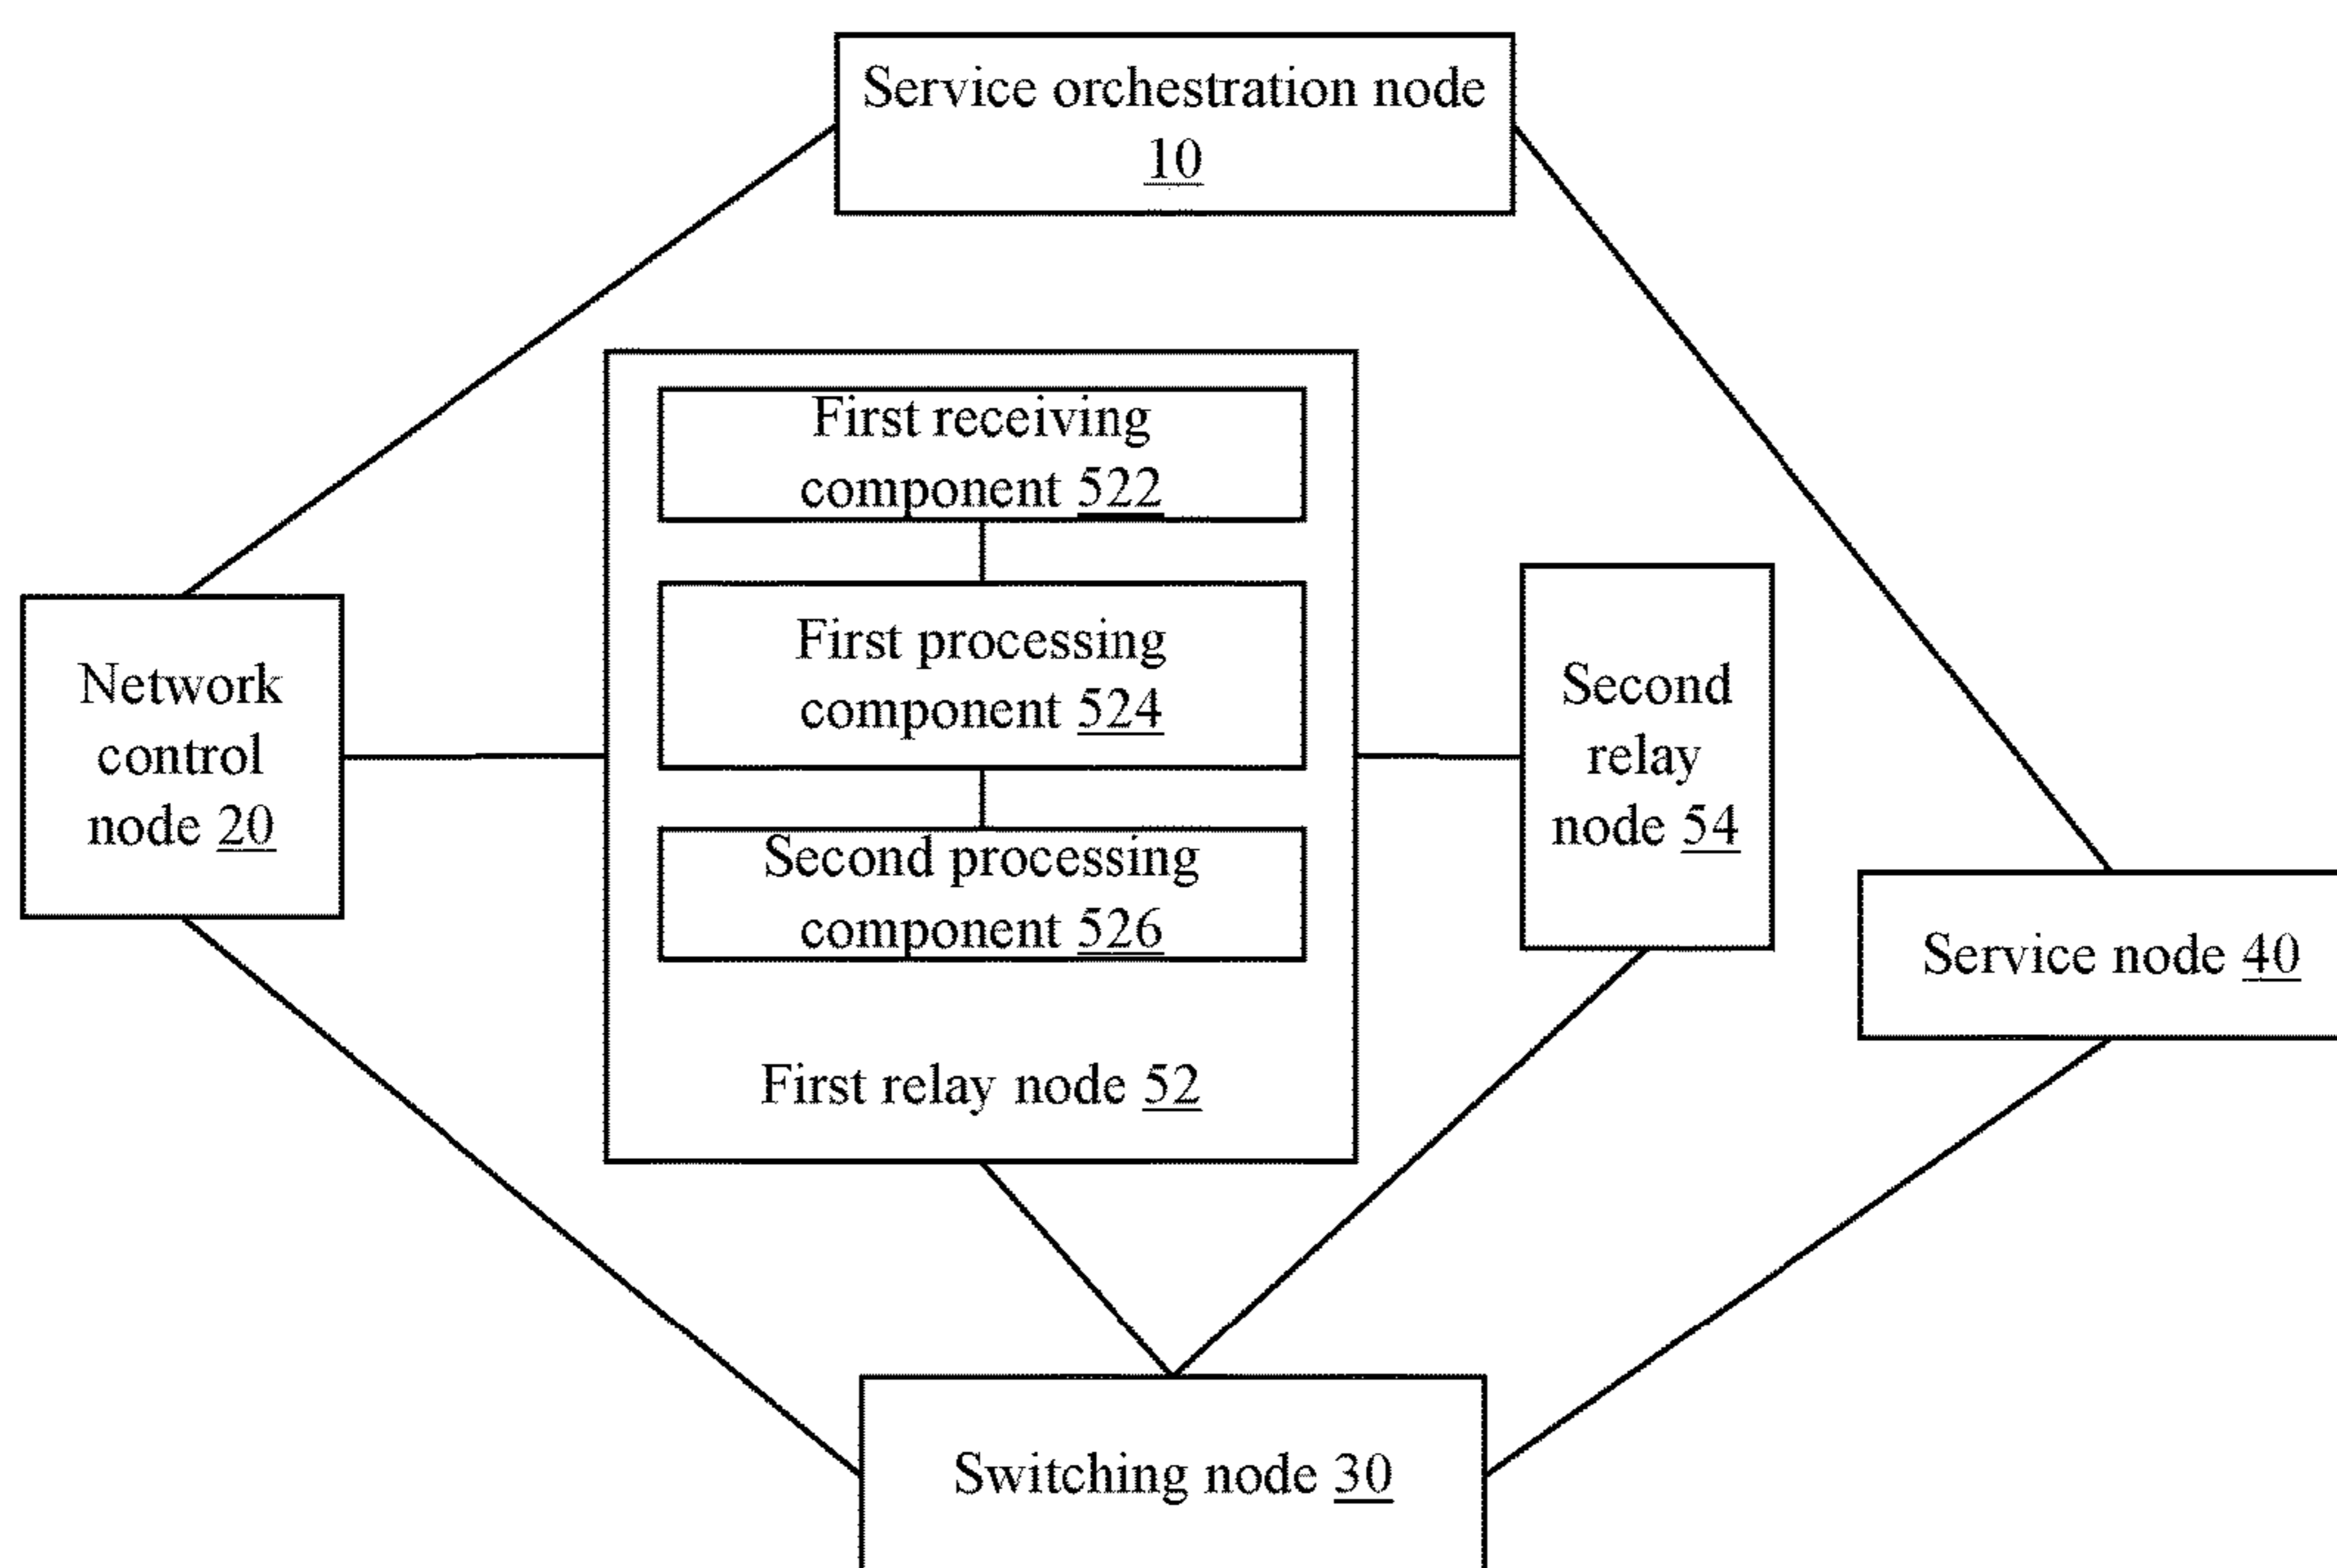 Service orchestration node
10
First receiving
component 522
First processing
component 524
Second processing
component 526
First relay node 52
Network
control
node 20
Second
relay
node 54
Service node 40
Switching node 30